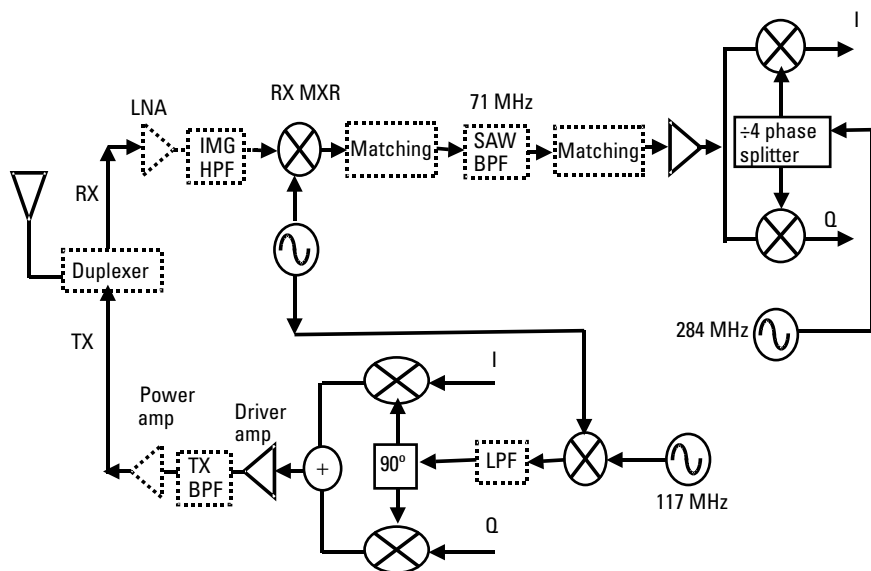 I
RX MXR
71 MHz
LNA
IMG
HPF
Matching
SAW
BPF
Matching
÷4 phase
splitter
RX
Q
Duplexer
TX
284 MHz
I
Power
amp
Driver
amp
TX
BPF
+
90º
LPF
117 MHz
Q